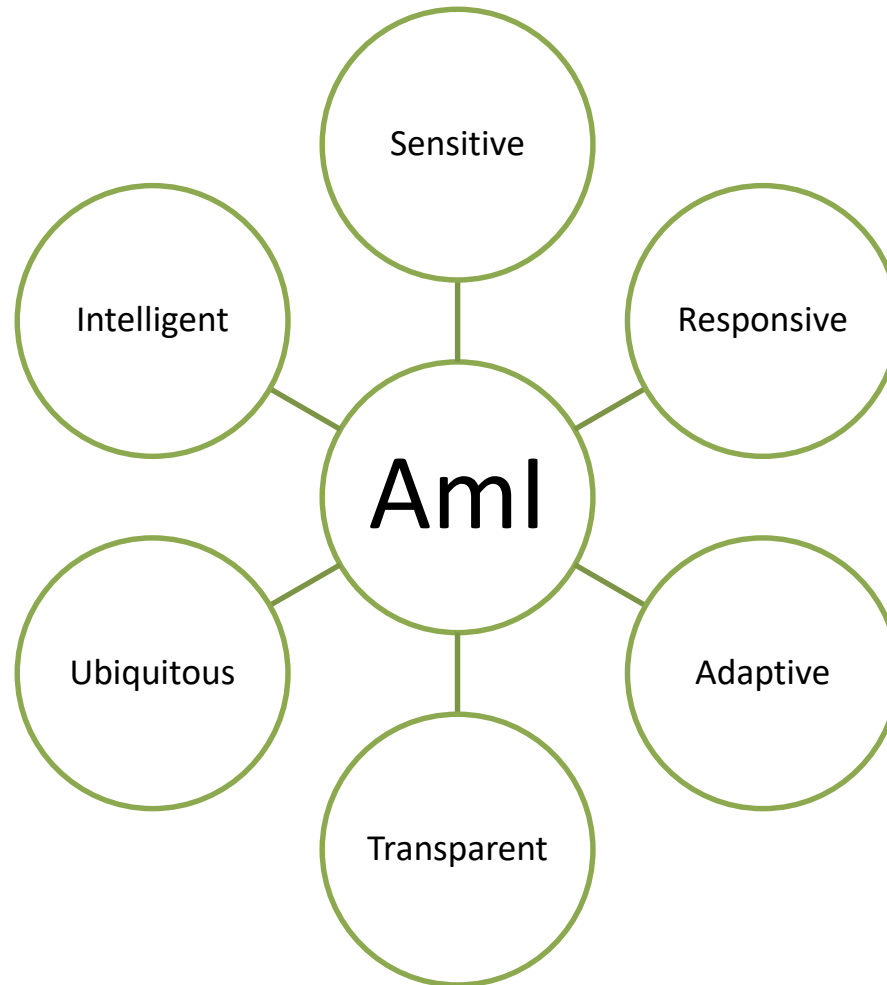 Sensitive
Intelligent
Responsive
AmI
Ubiquitous
Adaptive
Transparent